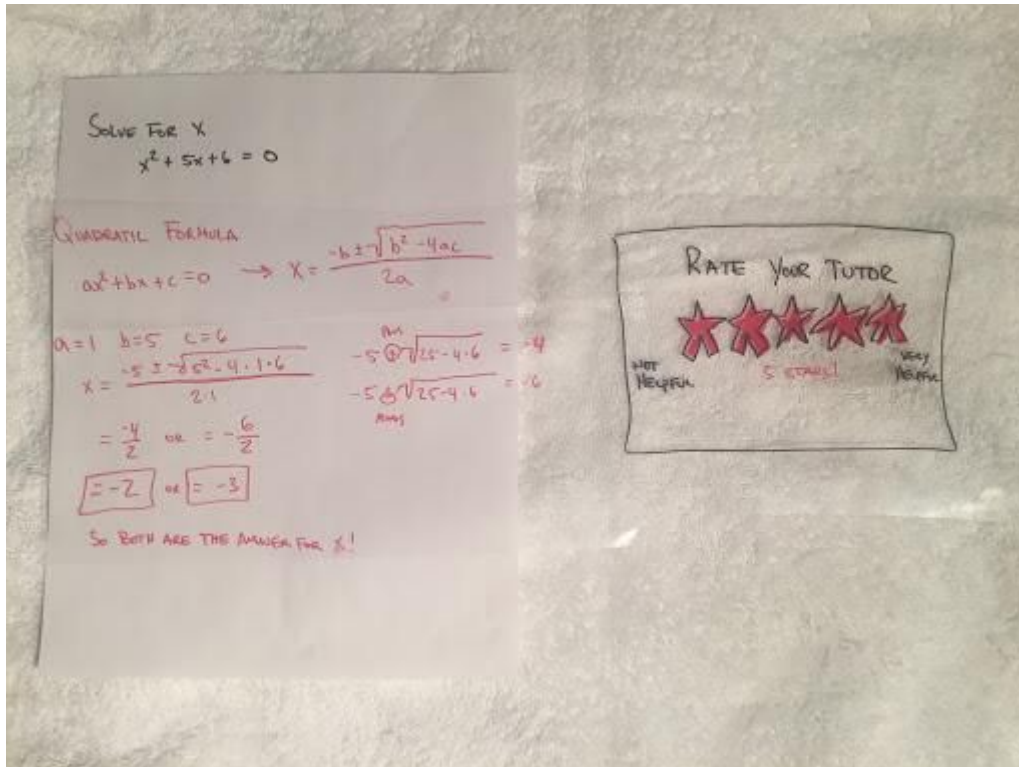 SOLVE FOR X
x² + 5x + 6 = 0
QUADRATIC FORMULA
ax² + bx + c = 0 → X = -b ± √b² - 4ac / 2a
a = 1 b = 5 c = 6
x = -5 ± √5² - 4 · 1 · 6 / 2·1
= -4/2 or = -6/2
= -2 or = -3
SO BOTH ARE THE ANSWER FOR X!
-5 + √25 - 4 · 6 = -4
-5 - √25 - 4 · 6 = -6
RATE YOUR TUTOR
NOT HELPFUL
5 STARS!
VERY HELPFUL